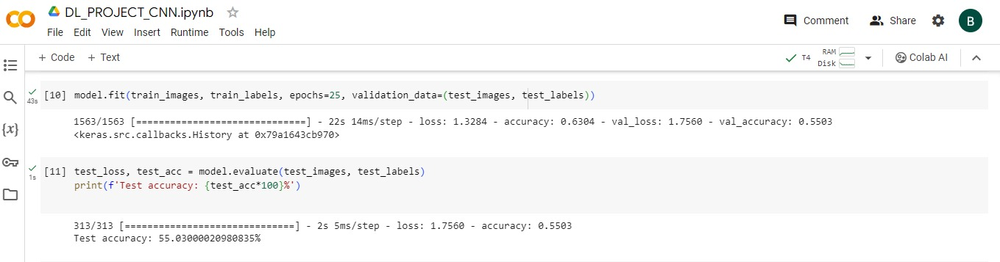 DL_PROJECT_CNN.ipynb
File Edit View Insert Runtime Tools Help
Comment Share B
+ Code + Text
T4 RAM Disk
Colab AI
43s
[10] model.fit(train_images, train_labels, epochs=25, validation_data=(test_images, test_labels))
1563/1563 [==============================] - 22s 14ms/step - loss: 1.3284 - accuracy: 0.6304 - val_loss: 1.7560 - val_accuracy: 0.5503
<keras.src.callbacks.History at 0x79a1643cb970>
{x}
1s
[11] test_loss, test_acc = model.evaluate(test_images, test_labels)
print(f'Test accuracy: {test_acc*100}%')
313/313 [==============================] - 2s 5ms/step - loss: 1.7560 - accuracy: 0.5503
Test accuracy: 55.03000020980835%